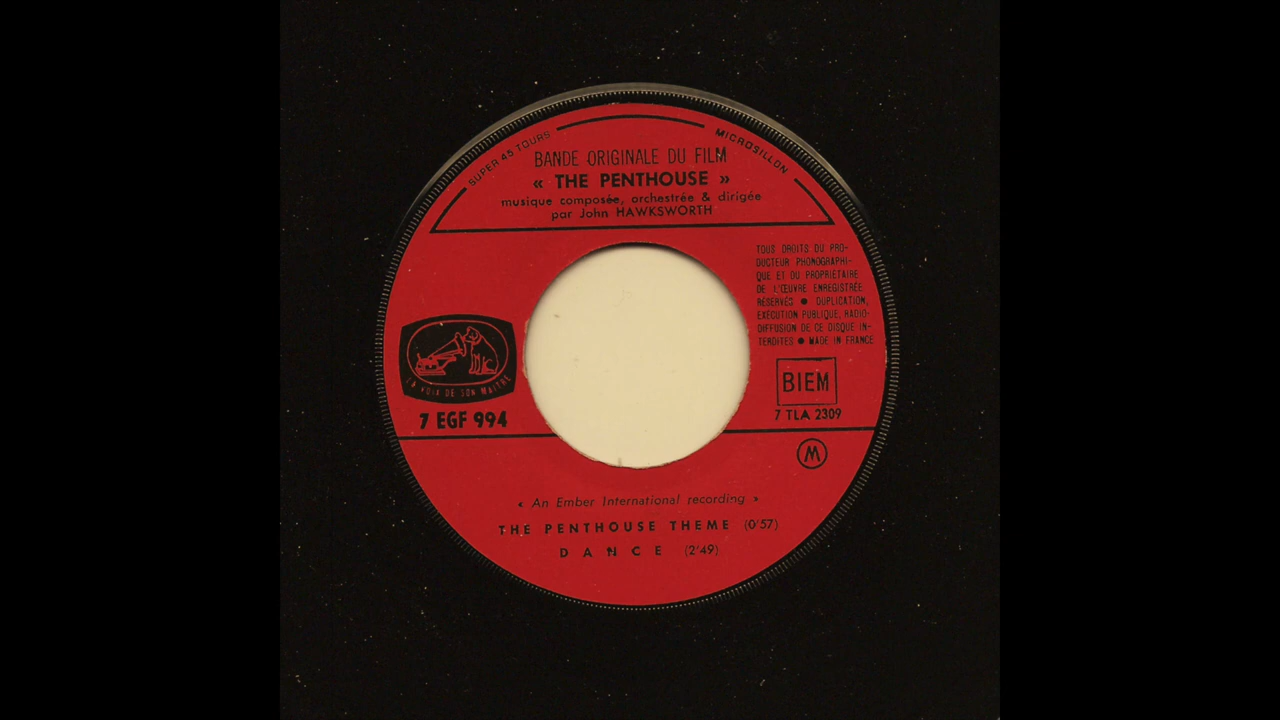 SUPER 45 TOURS
MICROSILLON
BANDE ORIGINALE DU FILM
« THE PENTHOUSE »
musique composée, orchestrée & dirigée
par John HAWKSWORTH
TOUS DROITS DU PRO-
DUCTEUR PHONOGRAPHI-
QUE ET DU PROPRIÉTAIRE
DE L'ŒUVRE ENREGISTRÉE
RÉSERVÉS ● DUPLICATION,
EXÉCUTION PUBLIQUE, RADIO-
DIFFUSION DE CE DISQUE IN-
TERDITES ● MADE IN FRANCE
LA VOIX DE SON MAITRE
BIEM
7 EGF 994
7 TLA 2309
M
« An Ember International recording »
THE PENTHOUSE THEME (0'57)
DANCE (2'49)